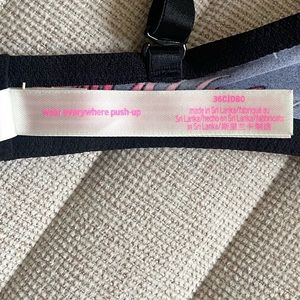 wear everywhere push-up
36C|D80
made in Sri Lanka/fabriqué au
Sri Lanka/hecho en Sri Lanka/fabbricato
in Sri Lanka/斯里兰卡制造